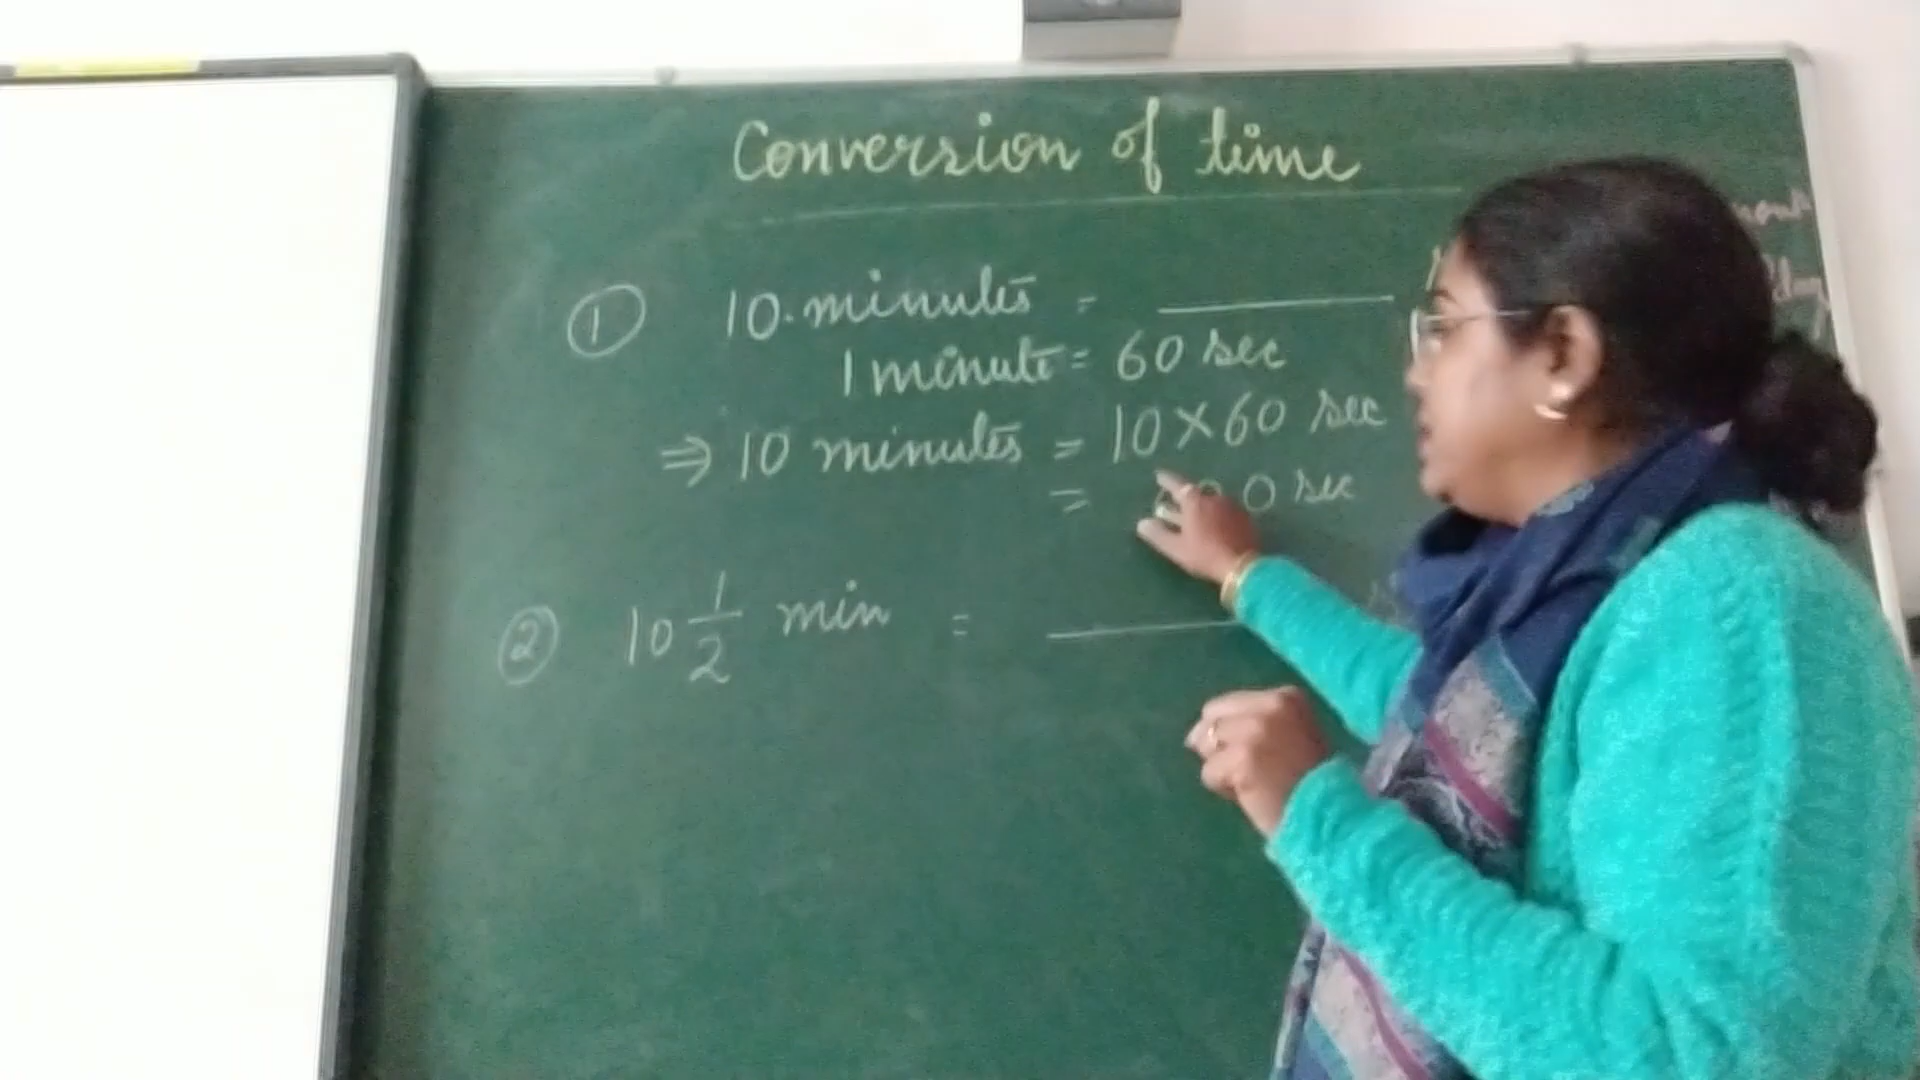 Conversion of time
① 10 minutes = ______
1 minute = 60 sec
⇒ 10 minutes = 10 × 60 sec
= 600 sec
② 10 1/2 min = ______